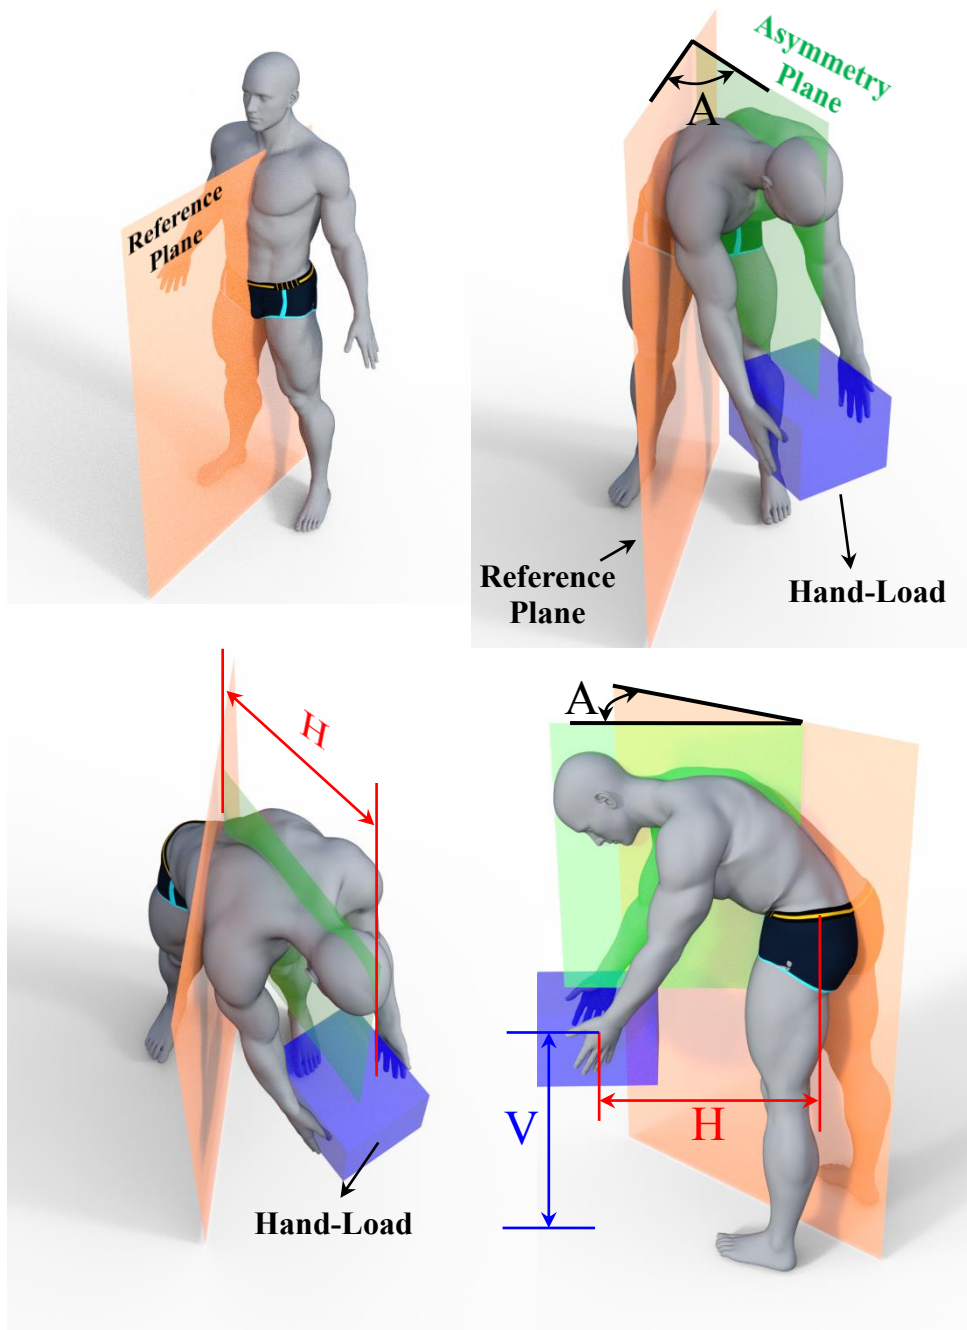 Reference
Plane
Asymmetry
Plane
A
Reference
Plane
Hand-Load
H
Hand-Load
A
V
H